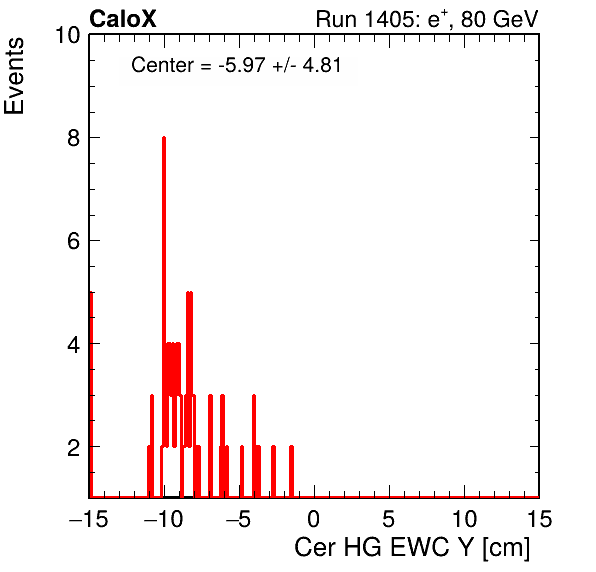 CaloX Run 1405: e⁺, 80 GeV
Events
Center = -5.97 +/- 4.81
10
8
6
4
2
−15 −10 −5 0 5 10 15
Cer HG EWC Y [cm]